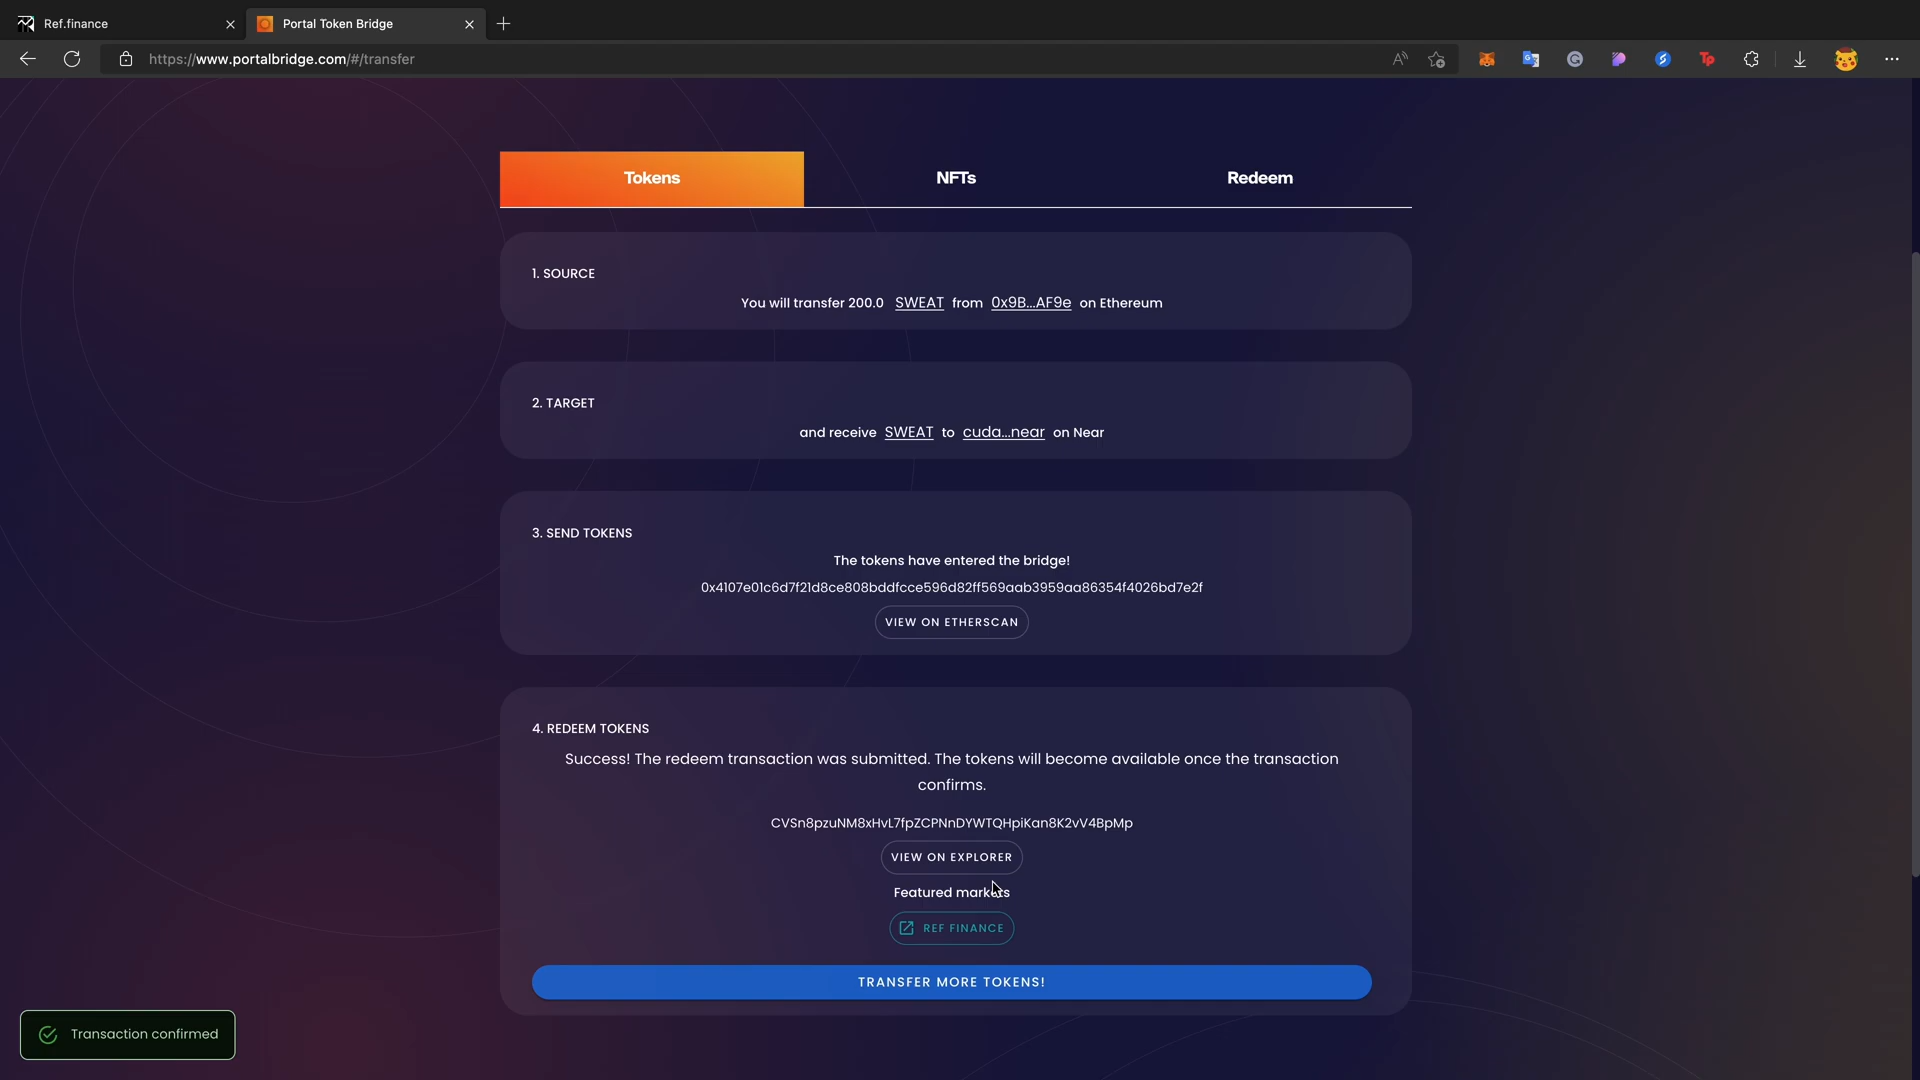 Ref.finance
Portal Token Bridge
https://www.portalbridge.com/#/transfer
Tokens
NFTs
Redeem
1. SOURCE
You will transfer 200.0 SWEAT from 0x9B...AF9e on Ethereum
2. TARGET
and receive SWEAT to cuda...near on Near
3. SEND TOKENS
The tokens have entered the bridge!
0x4107e01c6d7f21d8ce808bddfcce596d82ff569aab3959aa86354f4026bd7e2f
VIEW ON ETHERSCAN
4. REDEEM TOKENS
Success! The redeem transaction was submitted. The tokens will become available once the transaction
confirms.
CVSn8pzuNM8xHvL7fpZCPNnDYWTQHpiKan8K2vV4BpMp
VIEW ON EXPLORER
Featured markets
REF FINANCE
TRANSFER MORE TOKENS!
Transaction confirmed